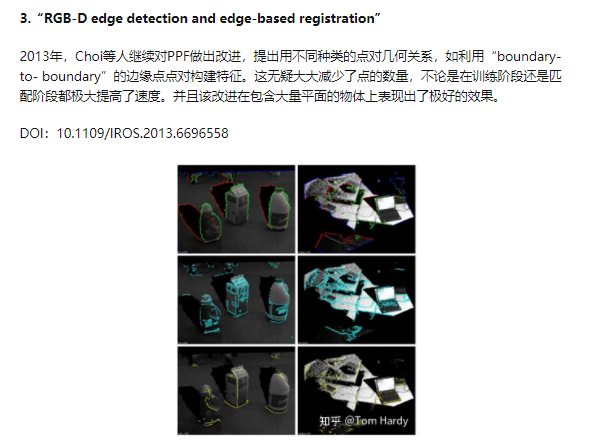 3.“RGB-D edge detection and edge-based registration”
2013年，Choi等人继续对PPF做出改进，提出用不同种类的点对几何关系，如利用“boundary-
to- boundary”的边缘点点对构建特征。这无疑大大减少了点的数量，不论是在训练阶段还是匹
配阶段都极大提高了速度。并且该改进在包含大量平面的物体上表现出了极好的效果。
DOI：10.1109/IROS.2013.6696558
知乎 @Tom Hardy